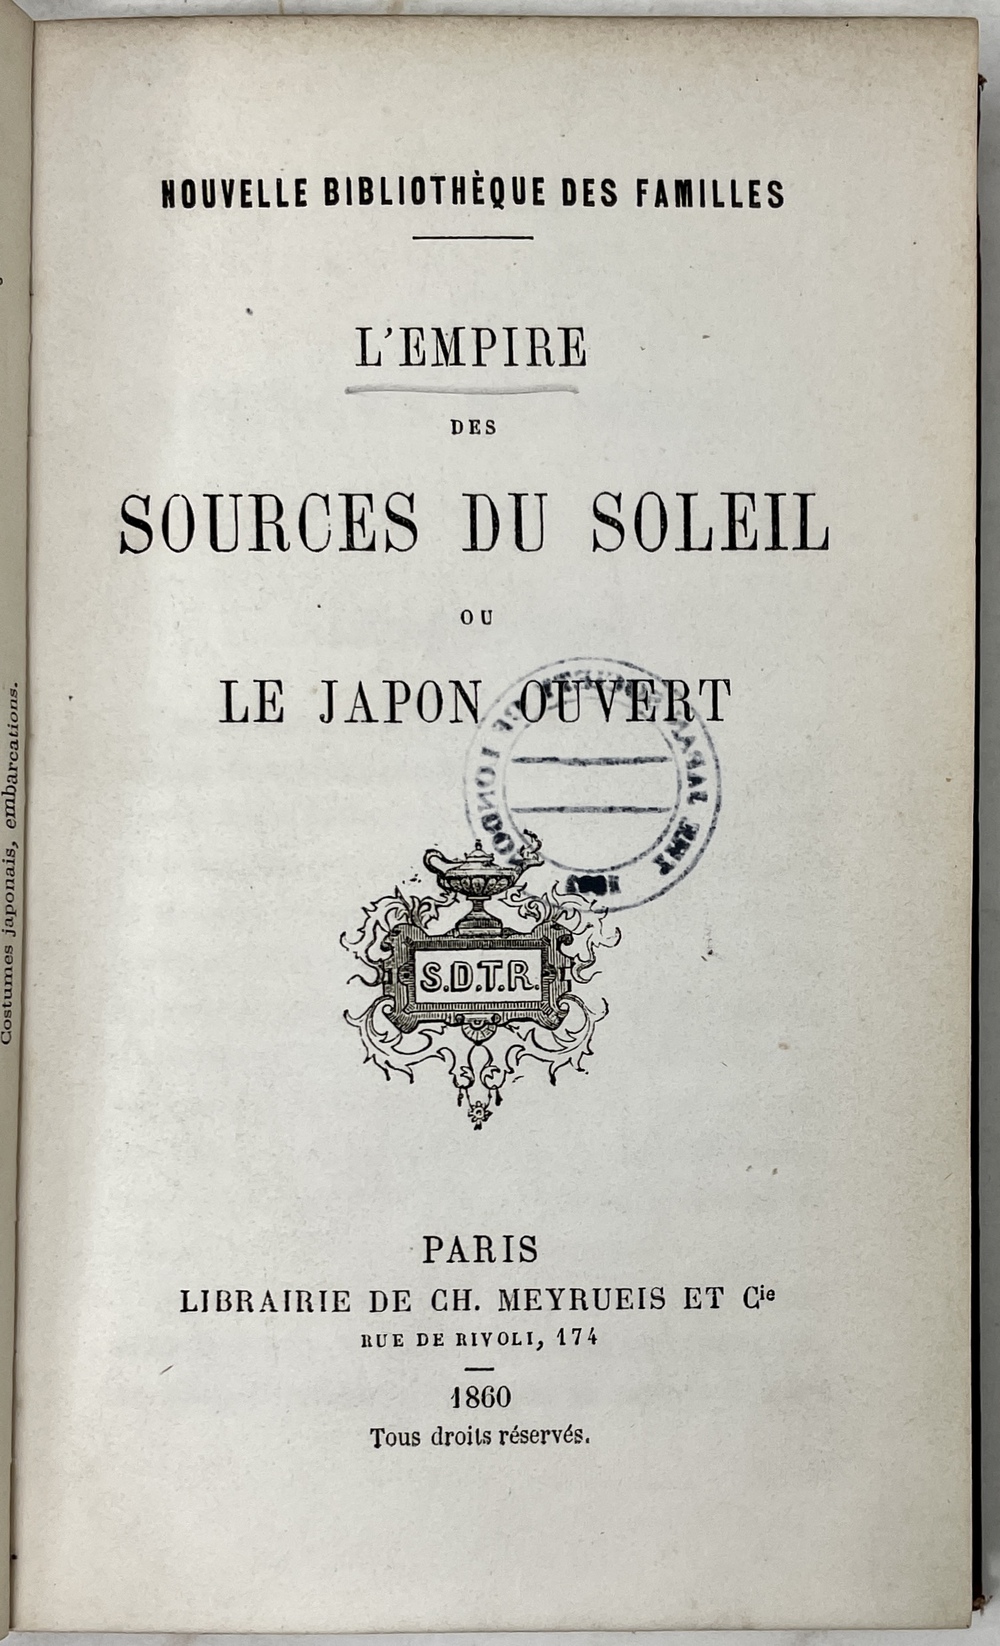 NOUVELLE BIBLIOTHÈQUE DES FAMILLES
L'EMPIRE
DES
SOURCES DU SOLEIL
OU
LE JAPON OUVERT
S.D.T.R.
PARIS
LIBRAIRIE DE CH. MEYRUEIS ET Cie
RUE DE RIVOLI, 174
1860
Tous droits réservés.
Costumes japonais, embarcations.